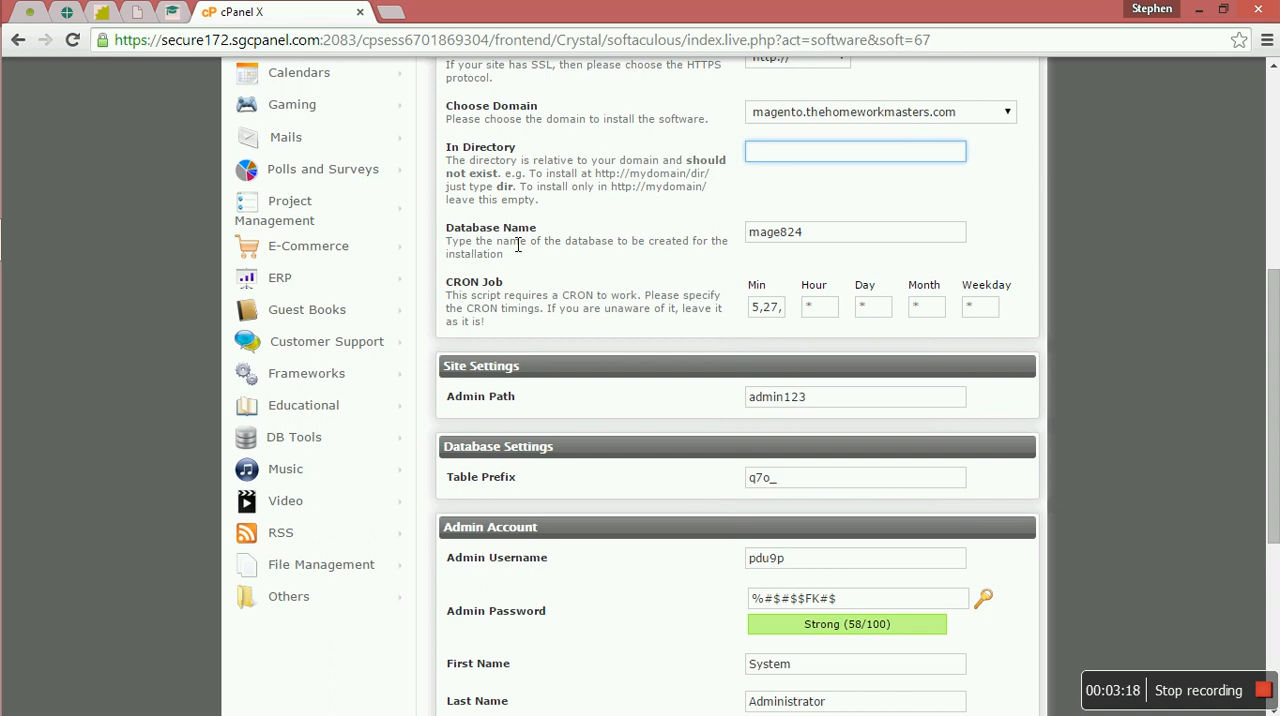 cPanel X
Stephen
https://secure172.sgcpanel.com:2083/cpsess6701869304/frontend/Crystal/softaculous/index.live.php?act=software&soft=67
Calendars
Gaming
Mails
Polls and Surveys
Project
Management
E-Commerce
ERP
Guest Books
Customer Support
Frameworks
Educational
DB Tools
Music
Video
RSS
File Management
Others
If your site has SSL, then please choose the HTTPS
protocol.
http://
Choose Domain
Please choose the domain to install the software.
magento.thehomeworkmasters.com
In Directory
The directory is relative to your domain and should
not exist. e.g. To install at http://mydomain/dir/
just type dir. To install only in http://mydomain/
leave this empty.
Database Name
Type the name of the database to be created for the
installation
mage824
CRON Job
This script requires a CRON to work. Please specify
the CRON timings. If you are unaware of it, leave it
as it is!
Min Hour Day Month Weekday
5,27, * * * *
Site Settings
Admin Path
admin123
Database Settings
Table Prefix
q7o_
Admin Account
Admin Username
pdu9p
Admin Password
%#$#$$FK#$
Strong (58/100)
First Name
System
Last Name
Administrator
00:03:18 Stop recording